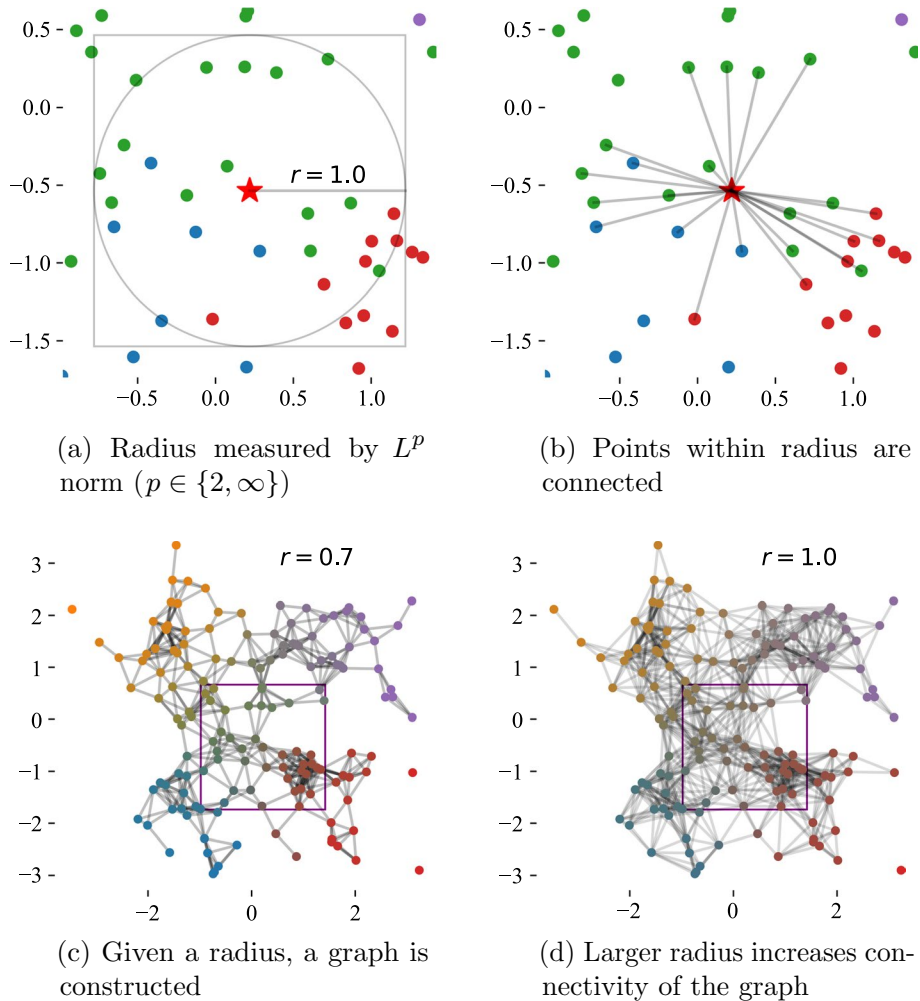 0.5
0.0
−0.5
−1.0
−1.5
r = 1.0
−0.5 0.0 0.5 1.0
(a) Radius measured by L^p
norm (p ∈ {2, ∞})
0.5
0.0
−0.5
−1.0
−1.5
−0.5 0.0 0.5 1.0
(b) Points within radius are
connected
r = 0.7
3
2
1
0
−1
−2
−3
−2 0 2
(c) Given a radius, a graph is
constructed
r = 1.0
3
2
1
0
−1
−2
−3
−2 0 2
(d) Larger radius increases con-
nectivity of the graph